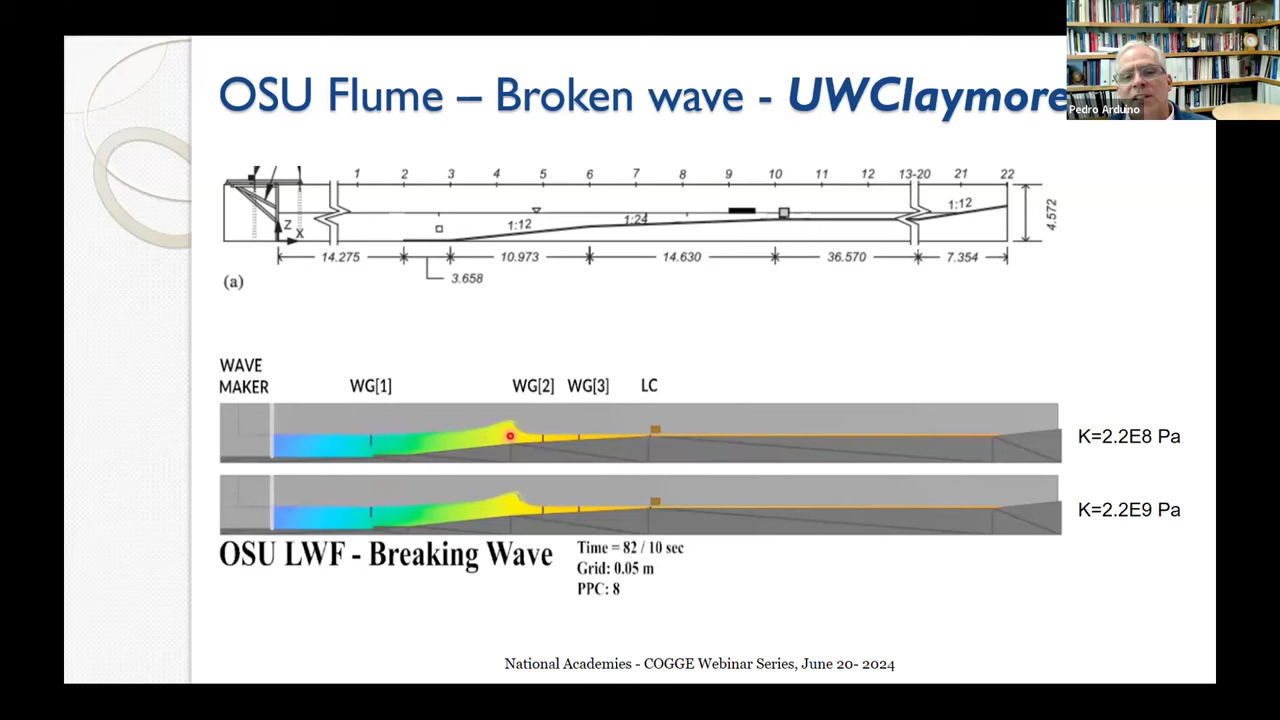 OSU Flume – Broken wave - UWClaymore
Pedro Arduino
1 2 3 4 5 6 7 8 9 10 11 12 13-20 21 22
Z
X
1:12
1:24
1:12
4.572
14.275 10.973 14.630 36.570 7.354
3.658
(a)
WAVE
MAKER WG[1] WG[2] WG[3] LC
K=2.2E8 Pa
K=2.2E9 Pa
OSU LWF - Breaking Wave
Time = 82 / 10 sec
Grid: 0.05 m
PPC: 8
National Academies - COGGE Webinar Series, June 20- 2024